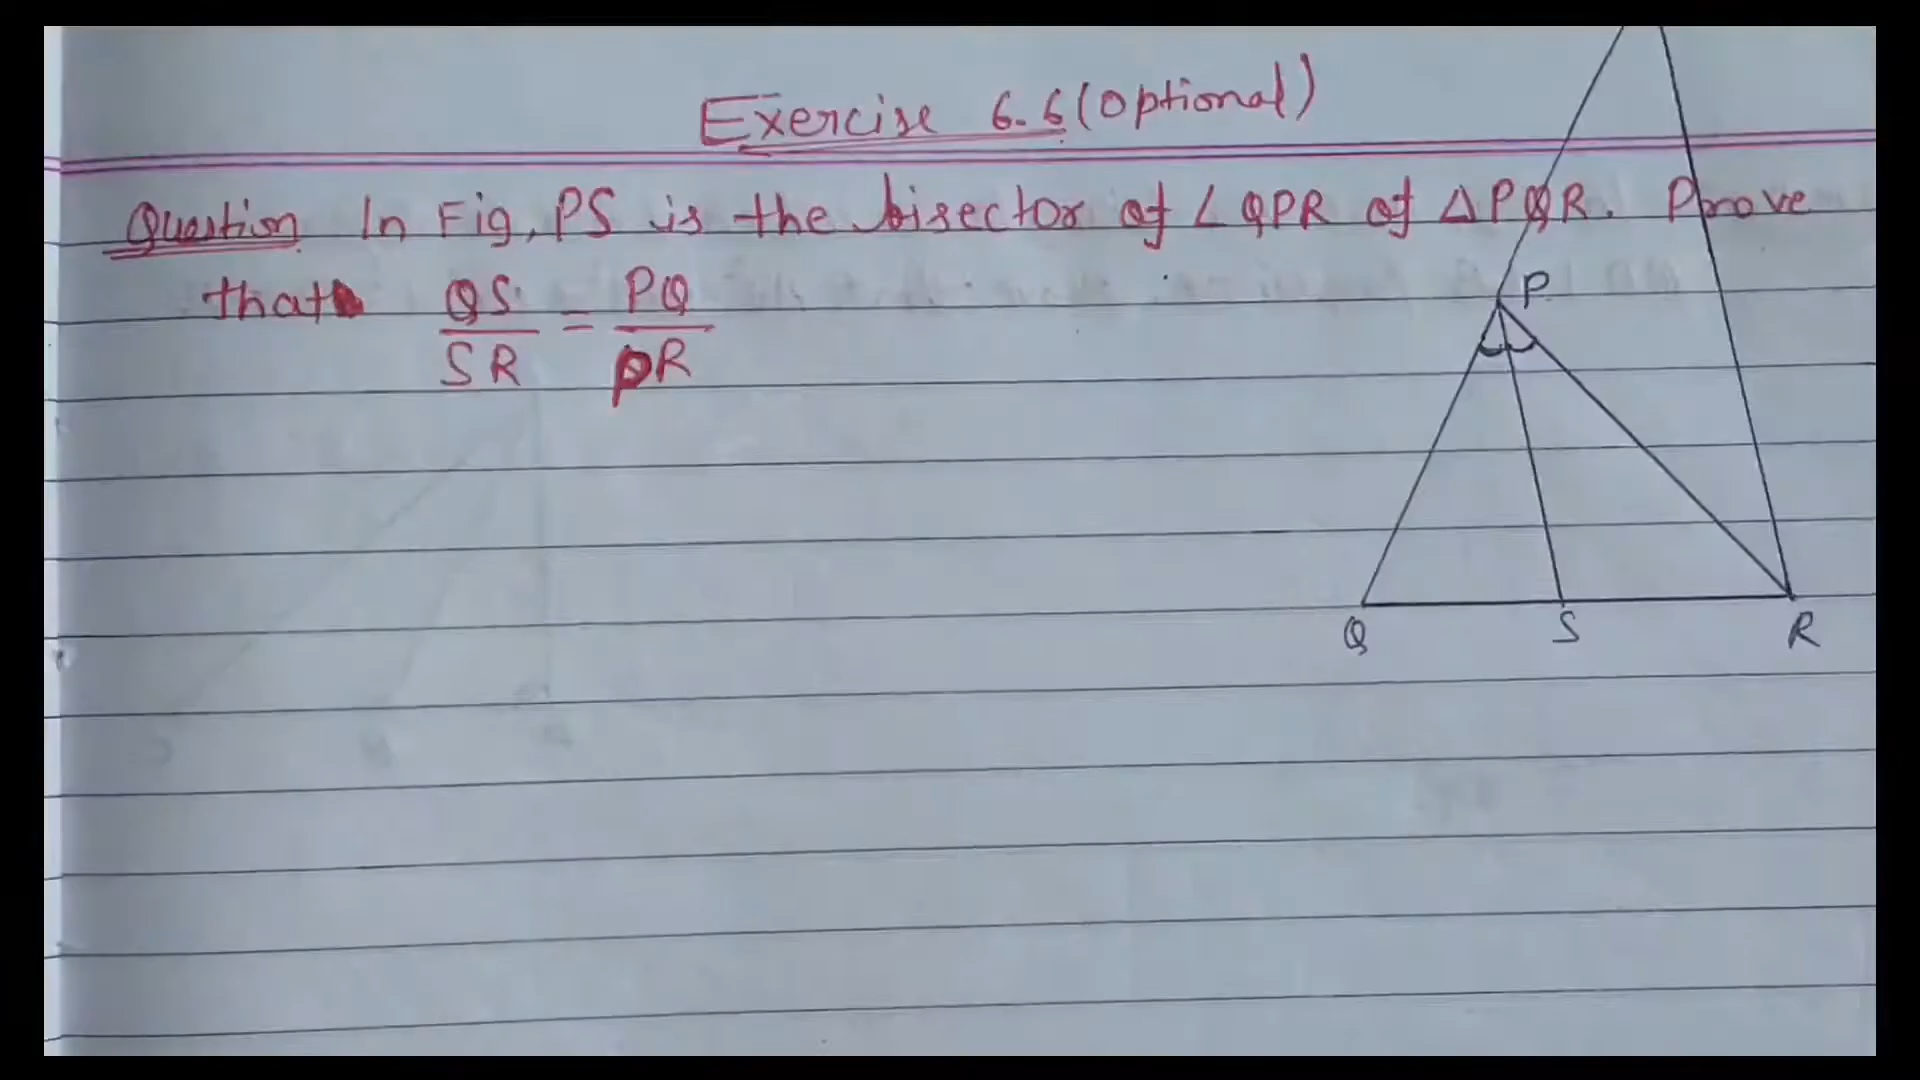 Exercise 6.6 (Optional)
Question In Fig, PS is the bisector of ∠QPR of △PQR. Prove
that QS/SR = PQ/PR
P
Q S R